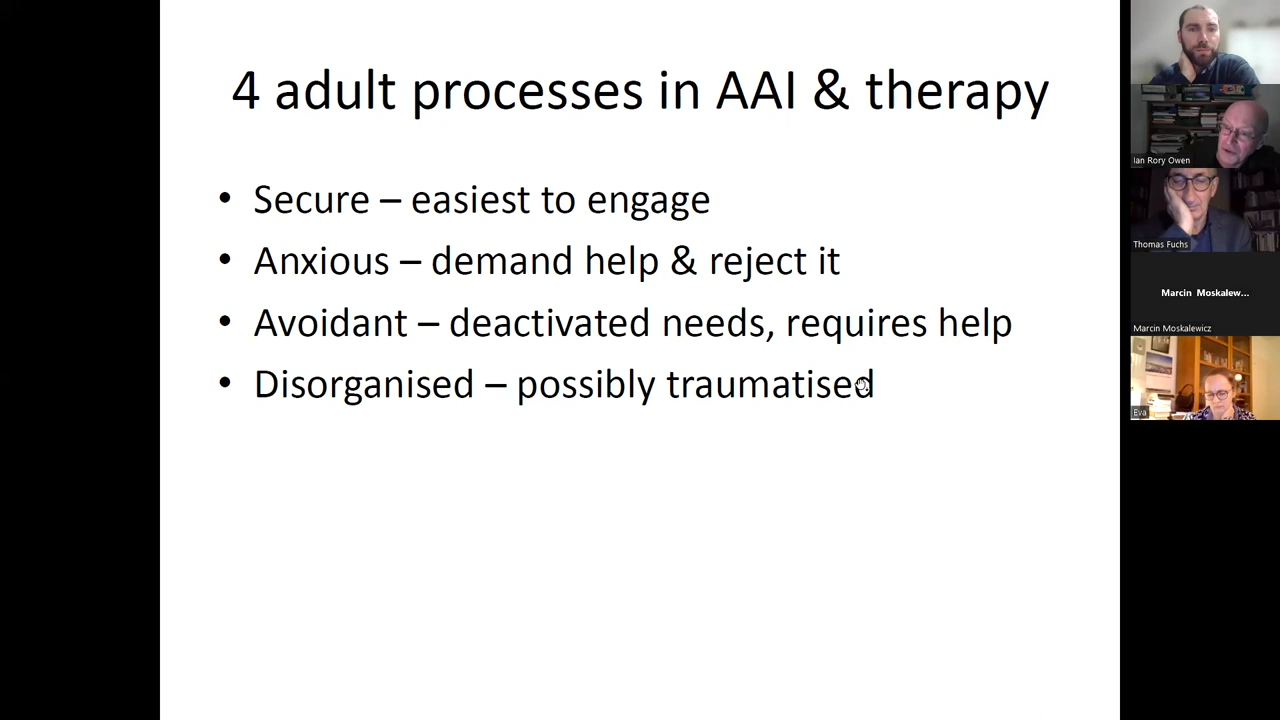 4 adult processes in AAI & therapy
• Secure – easiest to engage
• Anxious – demand help & reject it
• Avoidant – deactivated needs, requires help
• Disorganised – possibly traumatised
Ian Rory Owen
Thomas Fuchs
Marcin Moskalew...
Marcin Moskalewicz
Eva